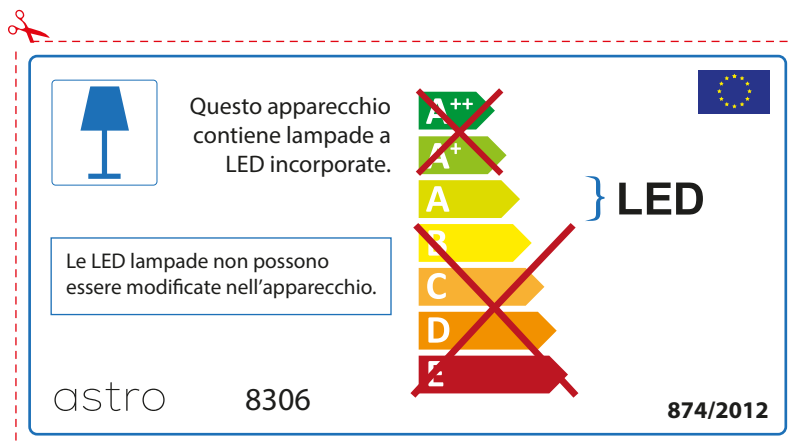 Questo apparecchio
contiene lampade a
LED incorporate.
Le LED lampade non possono
essere modificate nell'apparecchio.
A++
A+
A
B
C
D
E
LED
astro
8306
874/2012